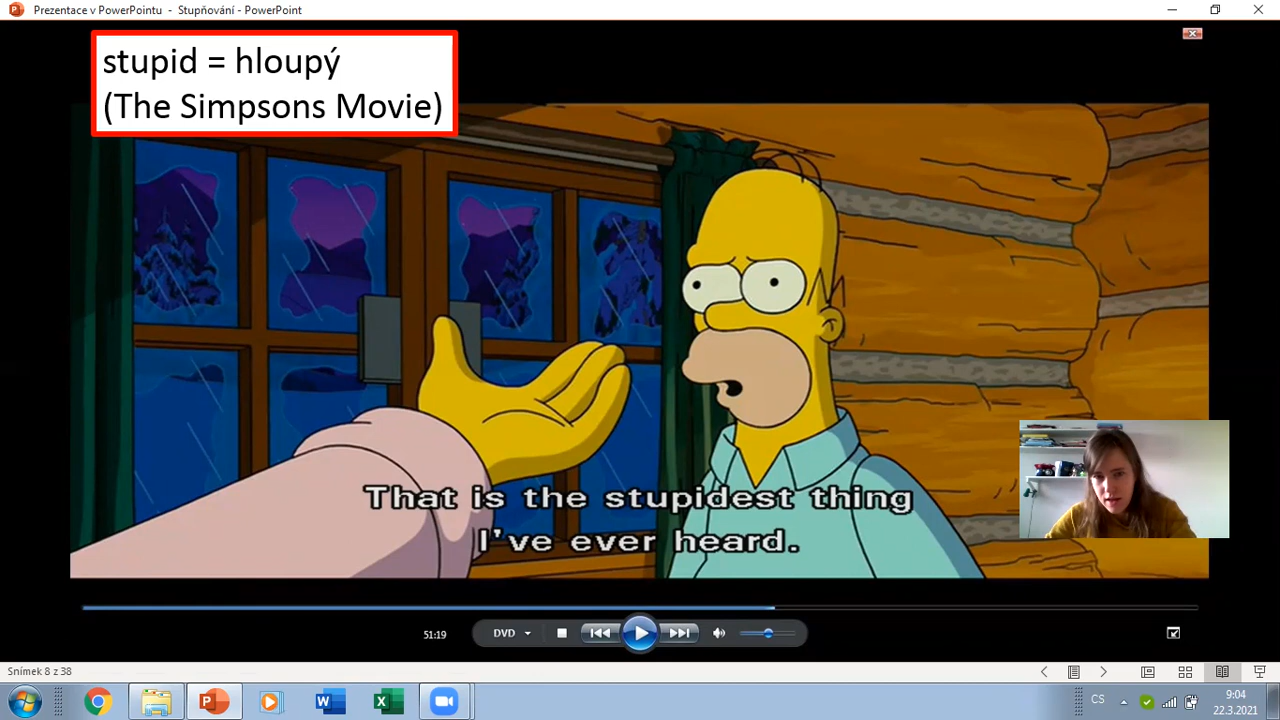 Prezentace v PowerPointu - Stupňování - PowerPoint
stupid = hloupý
(The Simpsons Movie)
That is the stupidest thing
I've ever heard.
51:19
DVD
Snímek 8 z 38
CS
9:04
22.3.2021